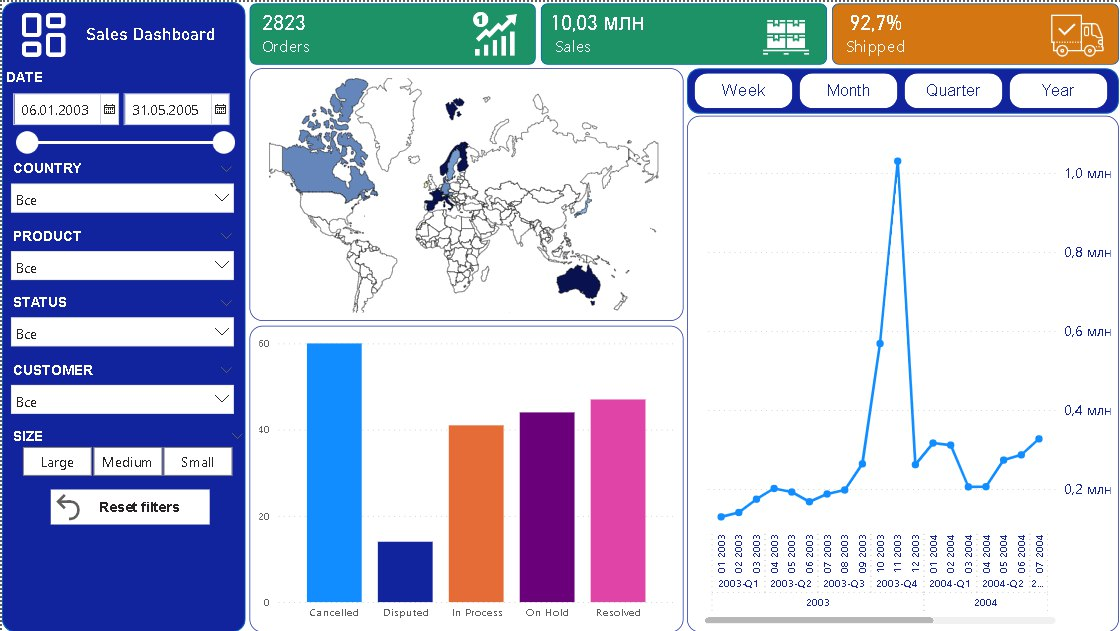 Sales Dashboard
DATE
06.01.2003 31.05.2005
COUNTRY
Все
PRODUCT
Все
STATUS
Все
CUSTOMER
Все
SIZE
Large Medium Small
Reset filters
2823
Orders
1
10,03 МЛН
Sales
92,7%
Shipped
60
40
20
0
Cancelled Disputed In Process On Hold Resolved
Week Month Quarter Year
1,0 млн
0,8 млн
0,6 млн
0,4 млн
0,2 млн
01 2003
02 2003
03 2003
04 2003
05 2003
06 2003
07 2003
08 2003
09 2003
10 2003
11 2003
12 2003
01 2004
02 2004
03 2004
04 2004
05 2004
06 2004
07 2004
2003-Q1 2003-Q2 2003-Q3 2003-Q4 2004-Q1 2004-Q2 2...
2003 2004